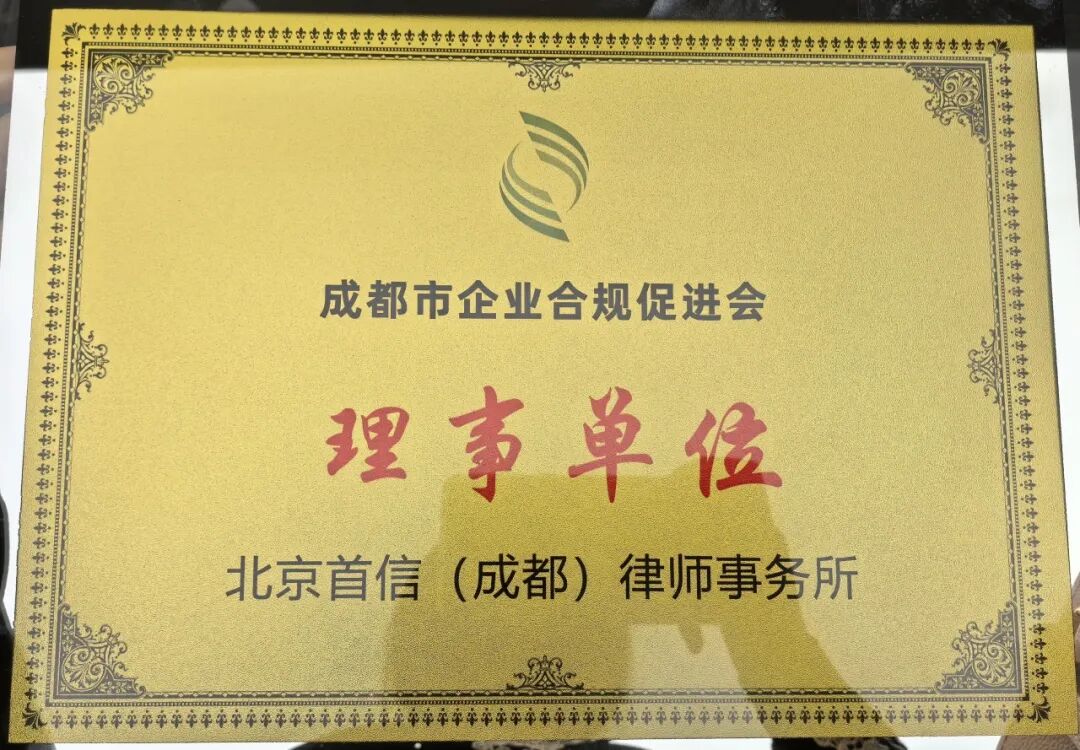 成都市企业合规促进会
理事单位
北京首信（成都）律师事务所